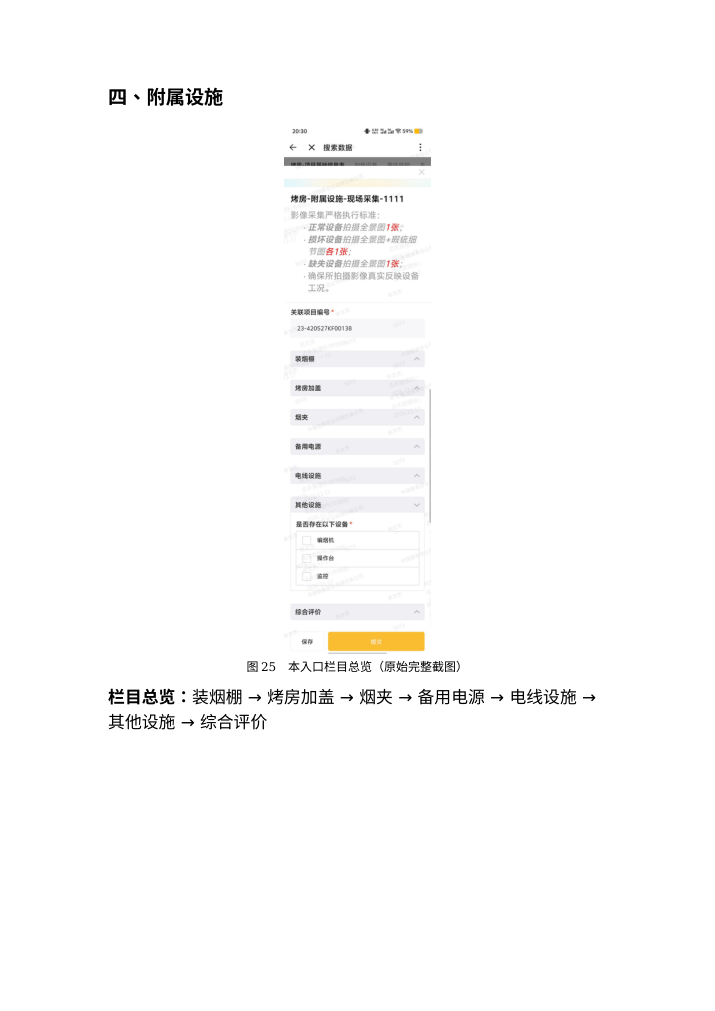 四、附属设施
20:30
59%
搜索数据
烤房-附属设施-现场采集-1111
影像采集严格执行标准：
· 正常设备拍摄全景图1张；
· 损坏设备拍摄全景图+瑕疵细
节图各1张；
· 缺失设备拍摄全景图1张；
· 确保所拍摄影像真实反映设备
工况。
关联项目编号*
23-420527KF00138
装烟棚
烤房加盖
烟夹
备用电源
电线设施
其他设施
是否存在以下设备*
编烟机
操作台
监控
综合评价
保存
提交
图 25 本入口栏目总览（原始完整截图）
栏目总览：装烟棚 → 烤房加盖 → 烟夹 → 备用电源 → 电线设施 →
其他设施 → 综合评价